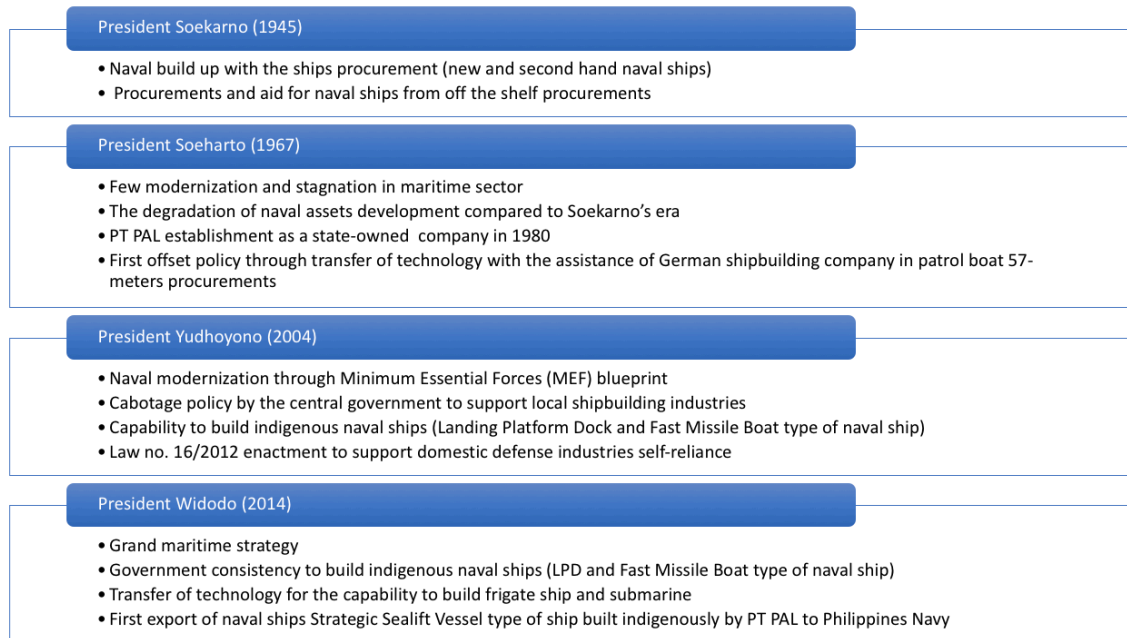 President Soekarno (1945)
• Naval build up with the ships procurement (new and second hand naval ships)
• Procurements and aid for naval ships from off the shelf procurements
President Soeharto (1967)
• Few modernization and stagnation in maritime sector
• The degradation of naval assets development compared to Soekarno's era
• PT PAL establishment as a state-owned company in 1980
• First offset policy through transfer of technology with the assistance of German shipbuilding company in patrol boat 57-
meters procurements
President Yudhoyono (2004)
• Naval modernization through Minimum Essential Forces (MEF) blueprint
• Cabotage policy by the central government to support local shipbuilding industries
• Capability to build indigenous naval ships (Landing Platform Dock and Fast Missile Boat type of naval ship)
• Law no. 16/2012 enactment to support domestic defense industries self-reliance
President Widodo (2014)
• Grand maritime strategy
• Government consistency to build indigenous naval ships (LPD and Fast Missile Boat type of naval ship)
• Transfer of technology for the capability to build frigate ship and submarine
• First export of naval ships Strategic Sealift Vessel type of ship built indigenously by PT PAL to Philippines Navy